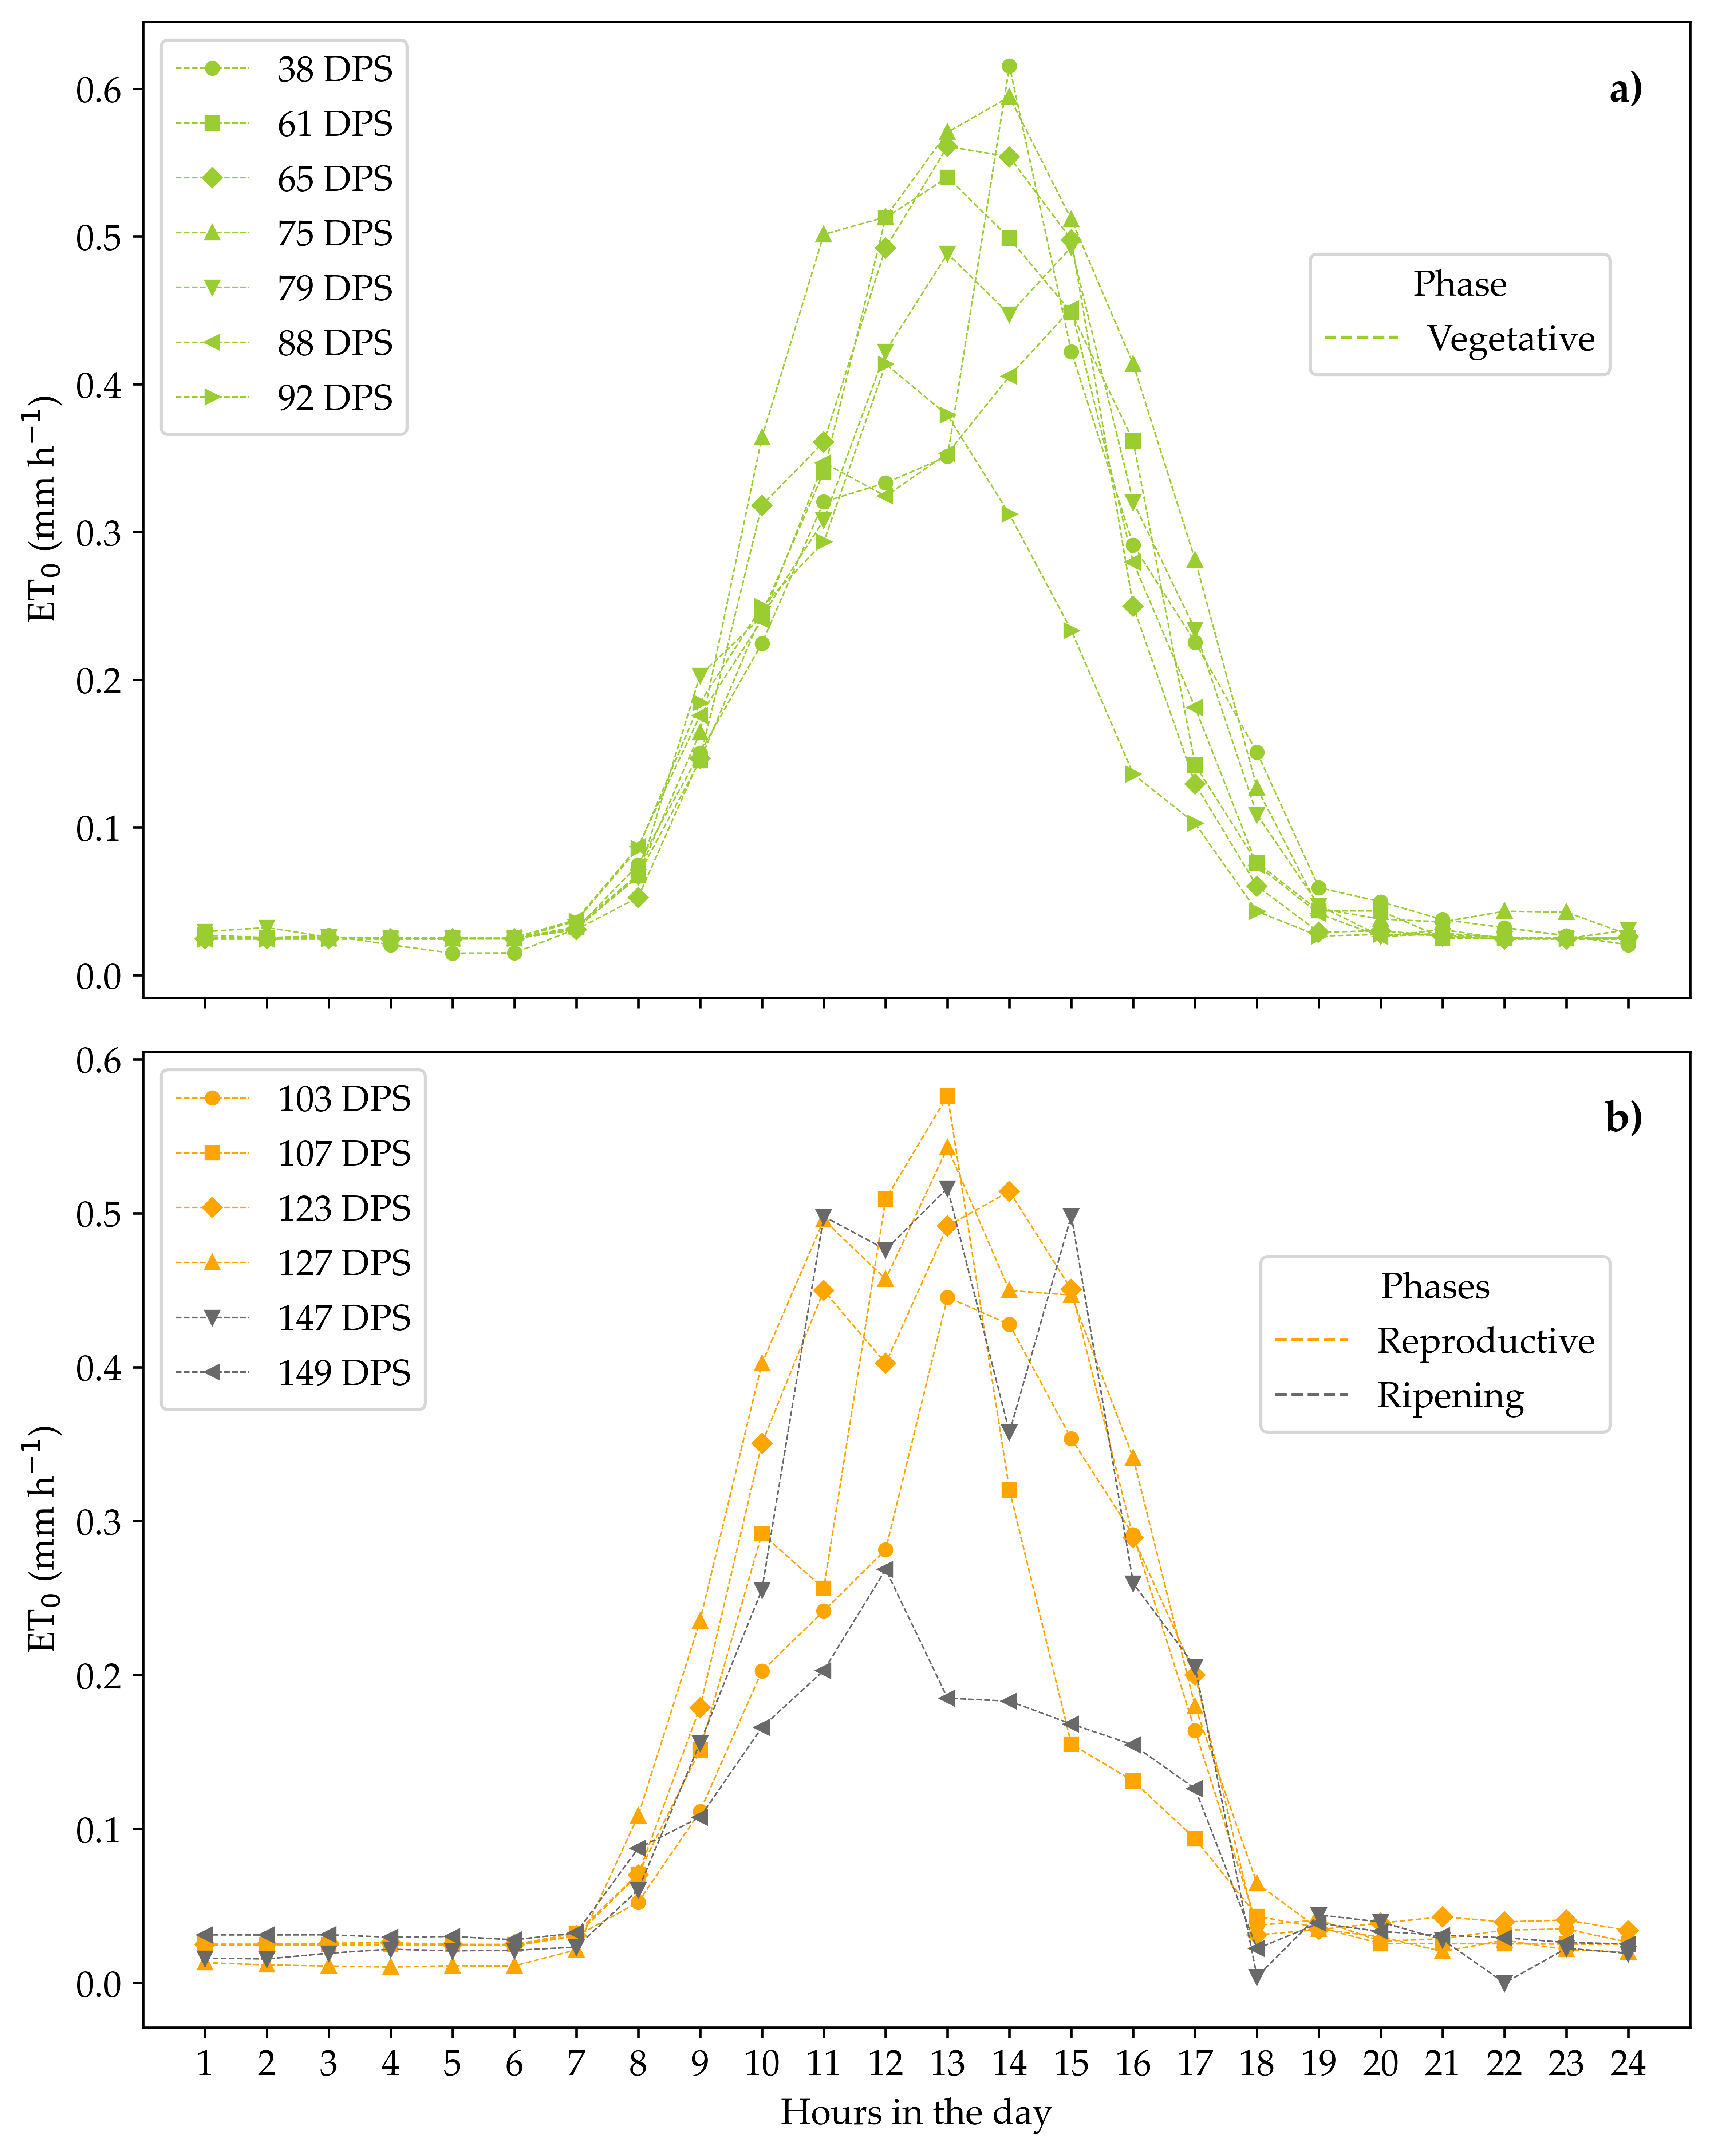 38 DPS
61 DPS
65 DPS
75 DPS
79 DPS
88 DPS
92 DPS
a)
Phase
Vegetative
ET₀ (mm h⁻¹)
0.6
0.5
0.4
0.3
0.2
0.1
0.0
103 DPS
107 DPS
123 DPS
127 DPS
147 DPS
149 DPS
b)
Phases
Reproductive
Ripening
ET₀ (mm h⁻¹)
0.6
0.5
0.4
0.3
0.2
0.1
0.0
1 2 3 4 5 6 7 8 9 10 11 12 13 14 15 16 17 18 19 20 21 22 23 24
Hours in the day